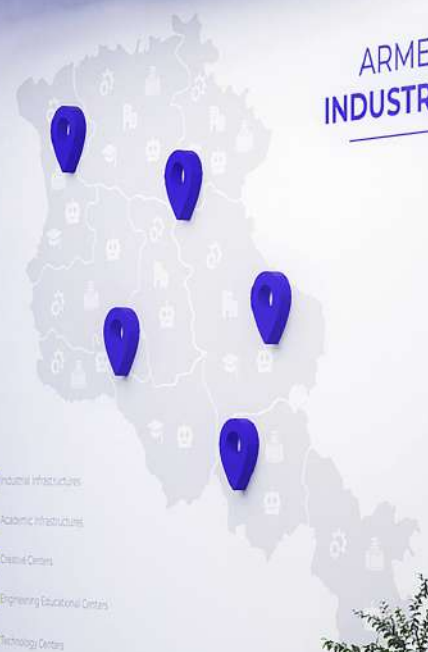 ARME
INDUSTR
Industrial Infrastructures
Academic Infrastructures
Creative Centers
Engineering Educational Centers
Technology Centers